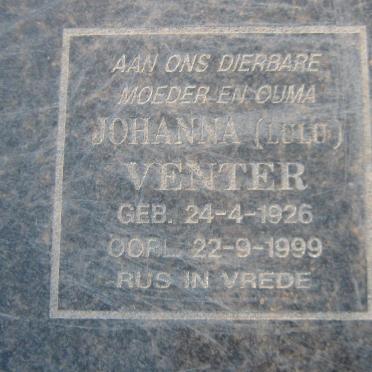 AAN ONS DIERBARE
MOEDER EN OUMA
JOHANNA (LULU)
VENTER
GEB. 24-4-1926
OORL. 22-9-1999
RUS IN VREDE